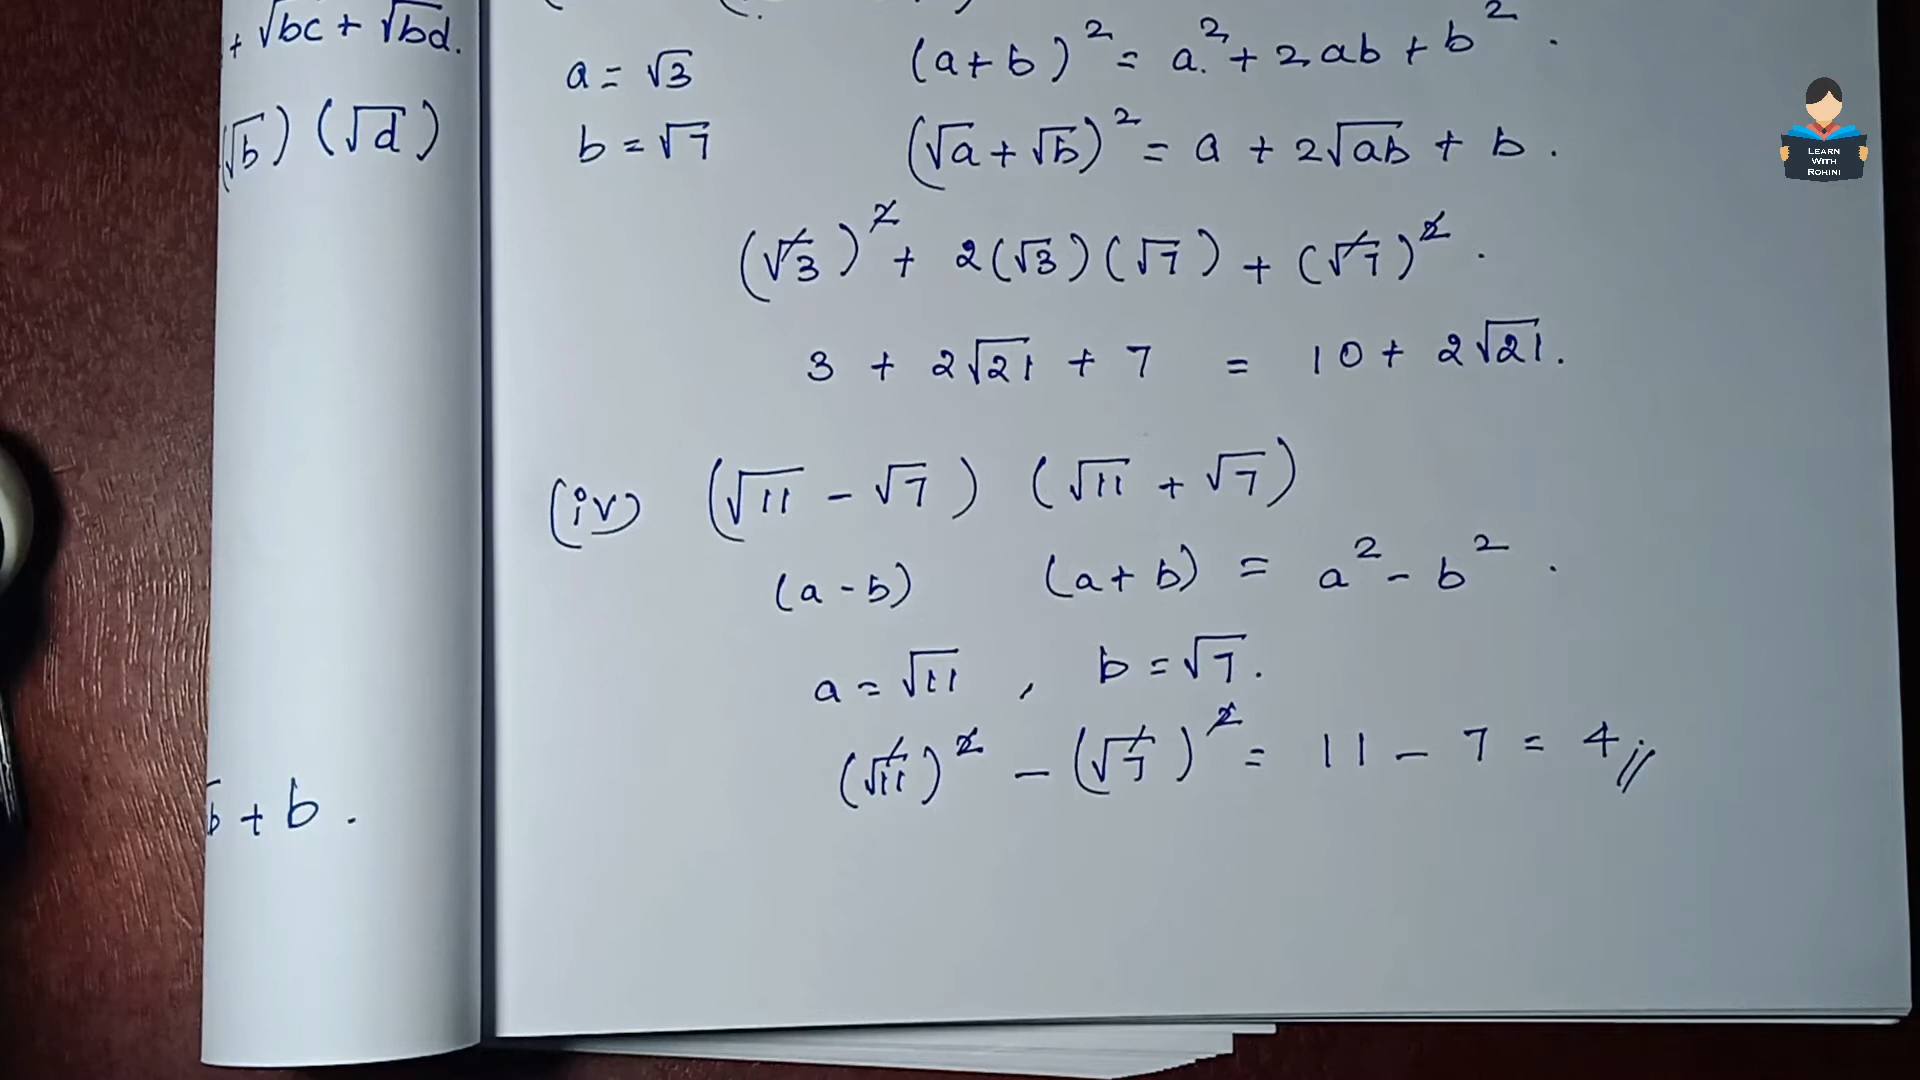 + √bc + √bd.
(√b) (√d)
b + b.
a = √3
(a + b)² = a² + 2ab + b².
b = √7
(√a + √b)² = a + 2√ab + b.
(√3)² + 2(√3)(√7) + (√7)².
3 + 2√21 + 7 = 10 + 2√21.
(iv) (√11 - √7) (√11 + √7)
(a - b) (a + b) = a² - b².
a = √11 , b = √7.
(√11)² - (√7)² = 11 - 7 = 4 //
LEARN
WITH
ROHINI